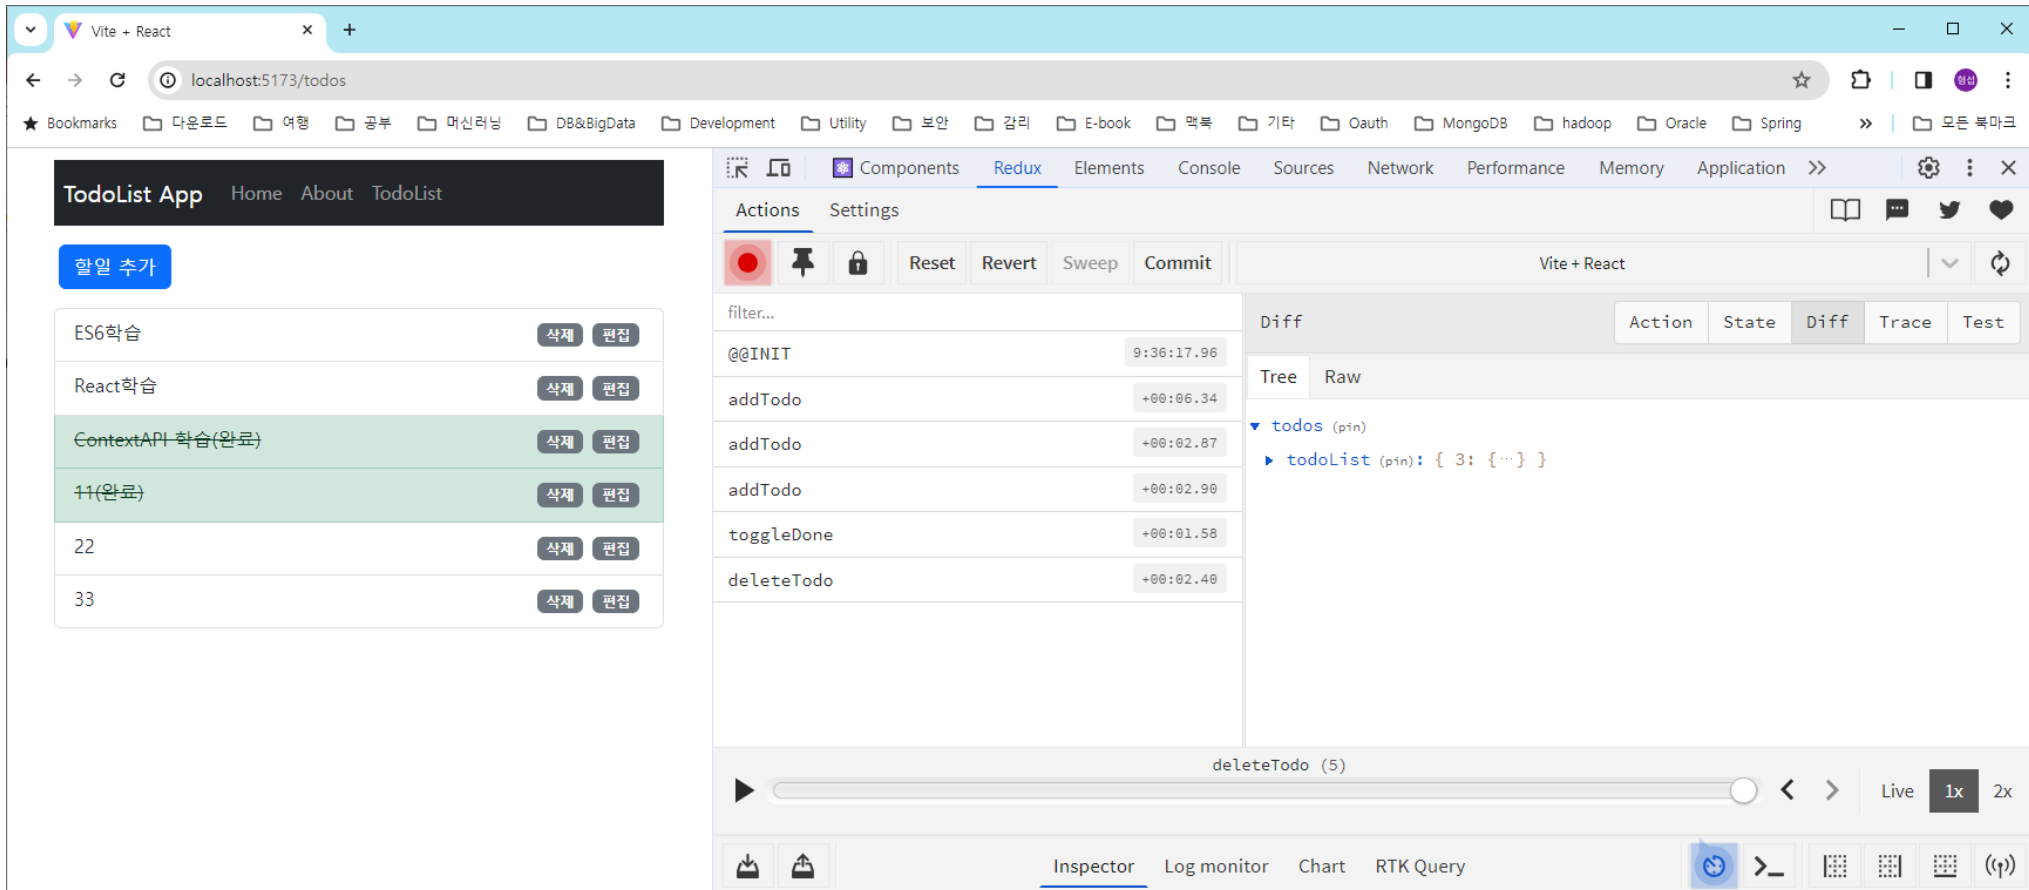 Vite + React
localhost:5173/todos
형섭
Bookmarks 다운로드 여행 공부 머신러닝 DB&BigData Development Utility 보안 감리 E-book 맥북 기타 Oauth MongoDB hadoop Oracle Spring » 모든 북마크
TodoList App Home About TodoList
할일 추가
ES6학습 삭제 편집
React학습 삭제 편집
ContextAPI 학습(완료) 삭제 편집
11(완료) 삭제 편집
22 삭제 편집
33 삭제 편집
Components Redux Elements Console Sources Network Performance Memory Application
Actions Settings
Reset Revert Sweep Commit Vite + React
filter...
@@INIT 9:36:17.96
addTodo +00:06.34
addTodo +00:02.87
addTodo +00:02.90
toggleDone +00:01.58
deleteTodo +00:02.40
Diff Action State Diff Trace Test
Tree Raw
todos (pin)
todoList (pin): { 3: {…} }
deleteTodo (5)
Live 1x 2x
Inspector Log monitor Chart RTK Query